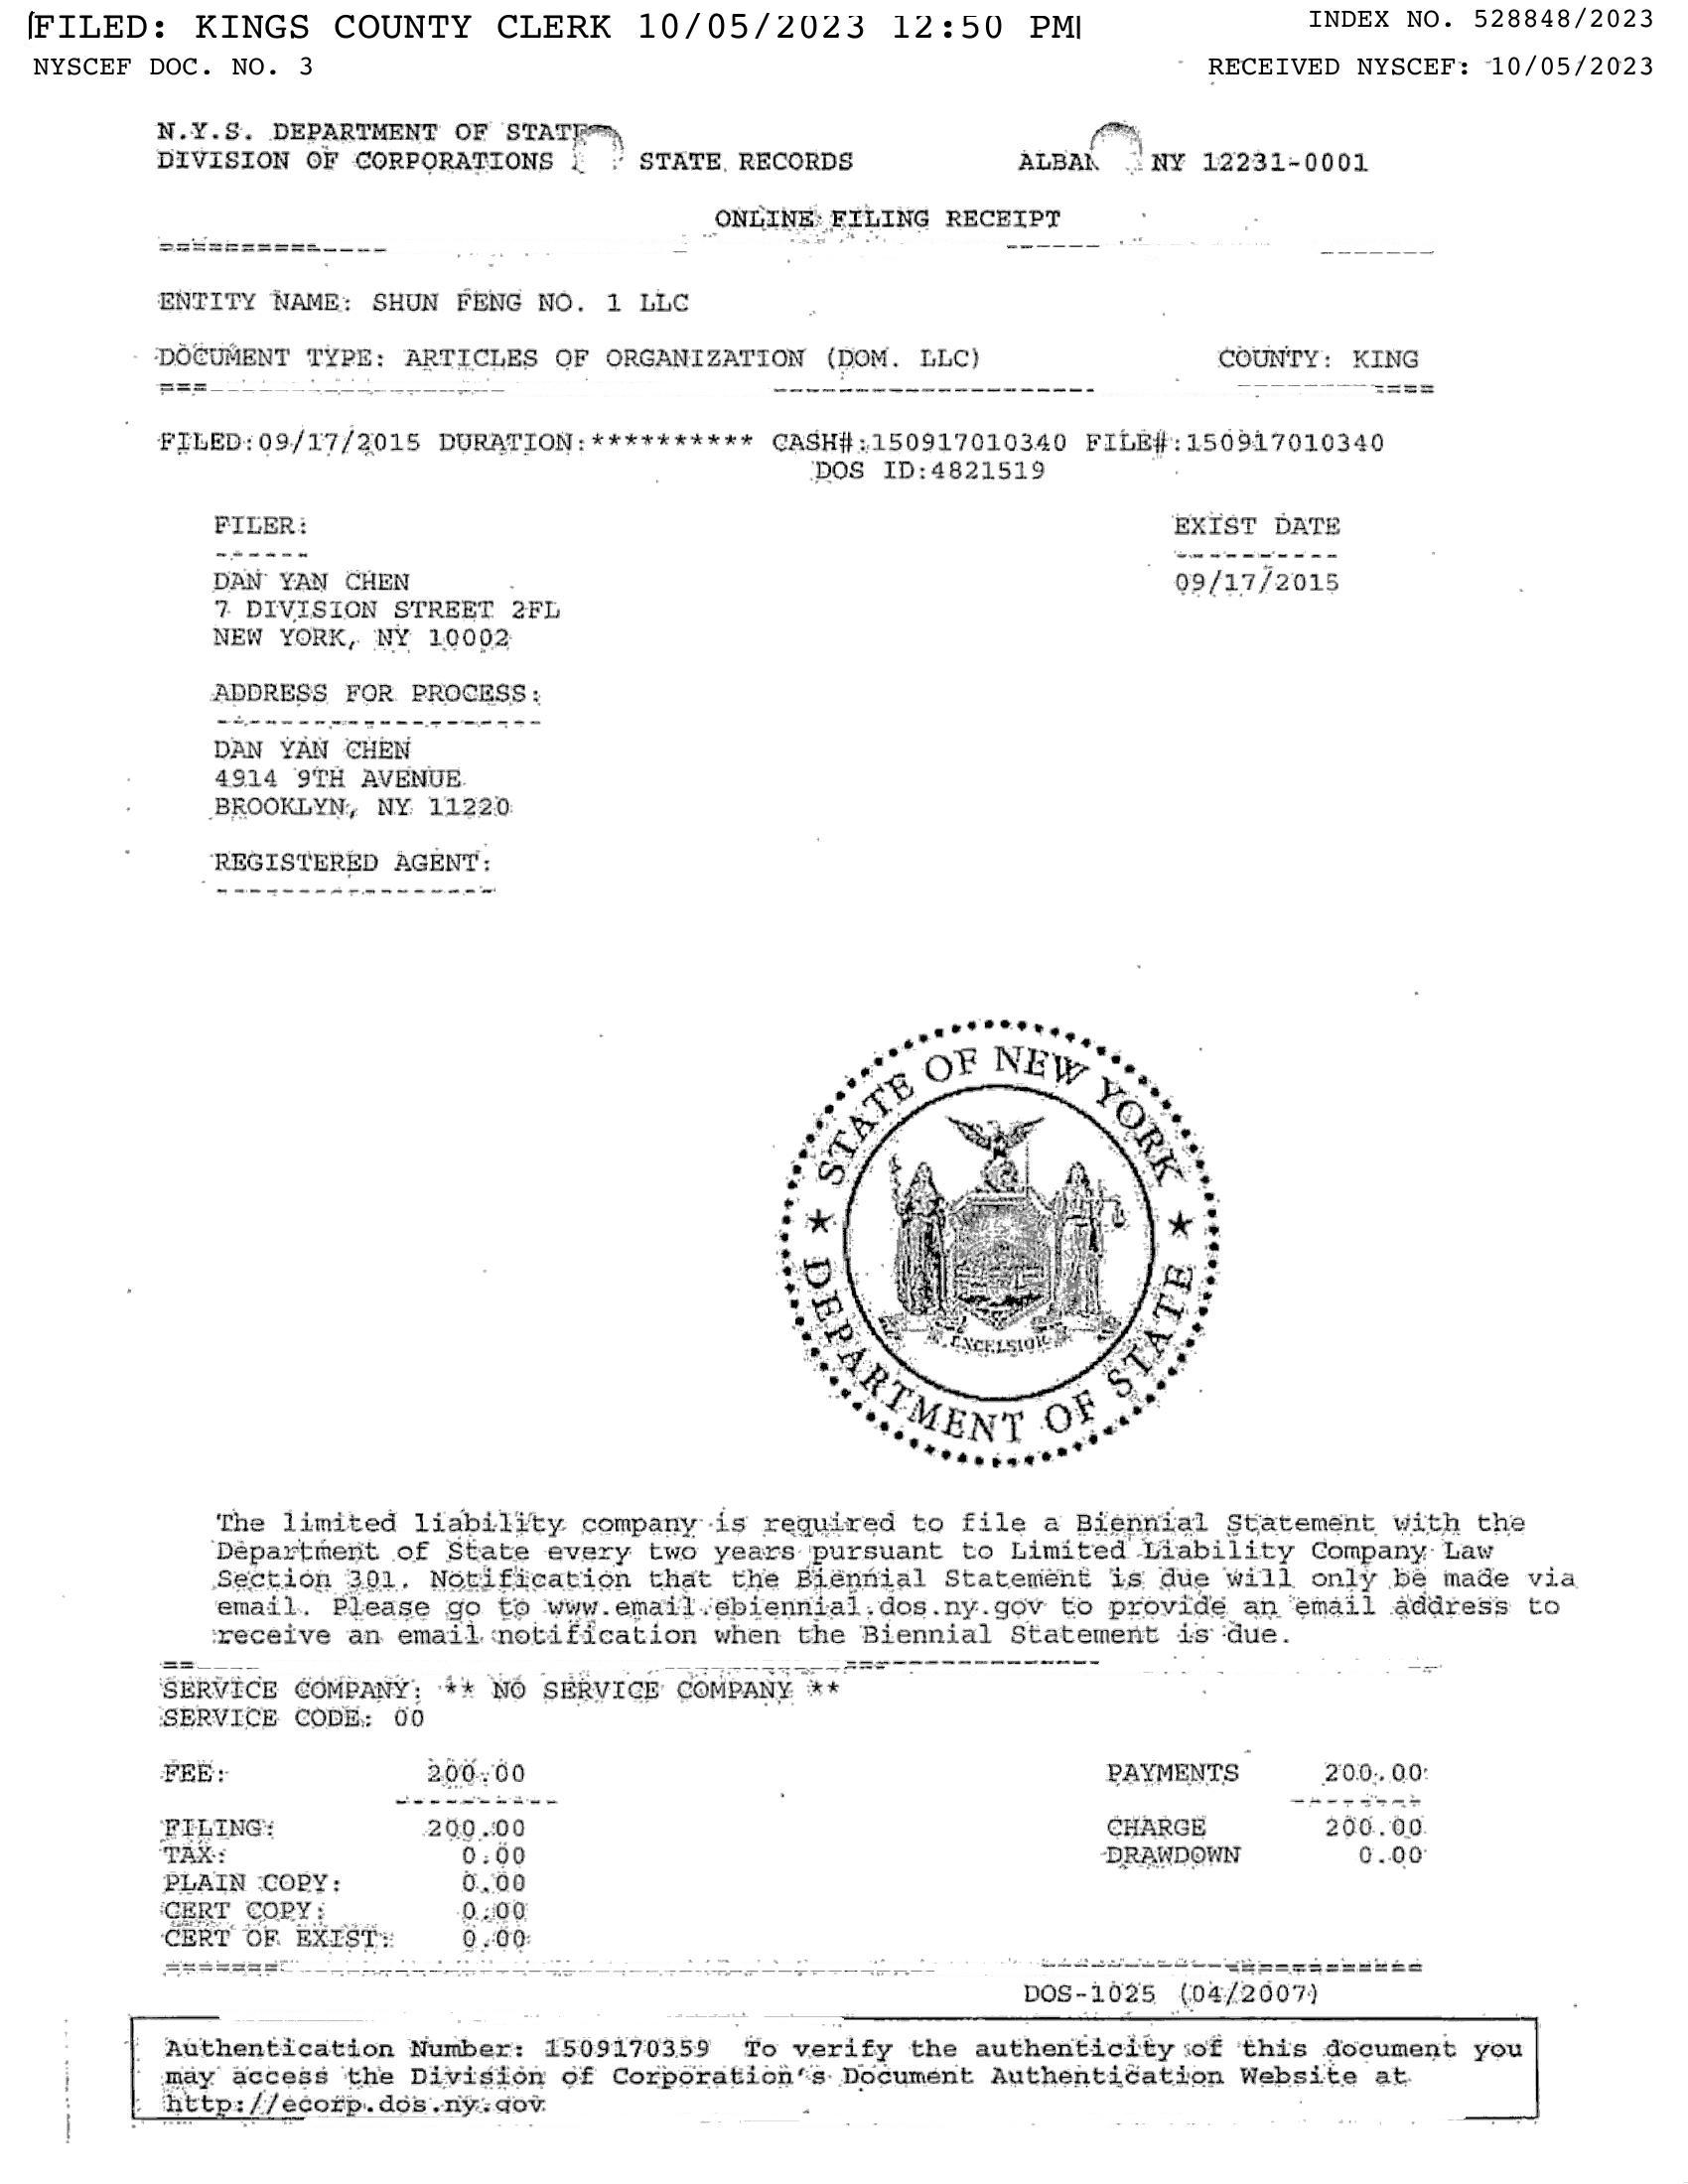 FILED: KINGS COUNTY CLERK 10/05/2023 12:50 PM
INDEX NO. 528848/2023
NYSCEF DOC. NO. 3
RECEIVED NYSCEF: 10/05/2023
N.Y.S. DEPARTMENT OF STATE
DIVISION OF CORPORATIONS STATE RECORDS NY 12231-0001
ONLINE FILING RECEIPT
ENTITY NAME: SHUN FENG NO. 1 LLC
DOCUMENT TYPE: ARTICLES OF ORGANIZATION (DOM. LLC) COUNTY: KING
FILED:09/17/2015 DURATION:********** CASH#:150917010340 FILE#:150917010340
DOS ID:4821519
FILER: EXIST DATE
DAN YAN CHEN 09/17/2015
7 DIVISION STREET 2FL
NEW YORK, NY 10002
ADDRESS FOR PROCESS:
DAN YAN CHEN
4914 9TH AVENUE
BROOKLYN, NY 11220
REGISTERED AGENT:
STATE OF NEW YORK
EXCELSIOR
★ DEPARTMENT OF STATE ★
The limited liability company is required to file a Biennial Statement with the
Department of State every two years pursuant to Limited Liability Company Law
Section 301. Notification that the Biennial Statement is due will only be made via
email. Please go to www.email.ebiennial.dos.ny.gov to provide an email address to
receive an email notification when the Biennial Statement is due.
SERVICE COMPANY: ** NO SERVICE COMPANY **
SERVICE CODE: 00
FEE: 200.00 PAYMENTS 200.00
FILING: 200.00 CHARGE 200.00
TAX: 0.00 DRAWDOWN 0.00
PLAIN COPY: 0.00
CERT COPY: 0.00
CERT OF EXIST: 0.00
DOS-1025 (04/2007)
Authentication Number: 1509170359 To verify the authenticity of this document you
may access the Division of Corporation's Document Authentication Website at
http://ecorp.dos.ny.gov